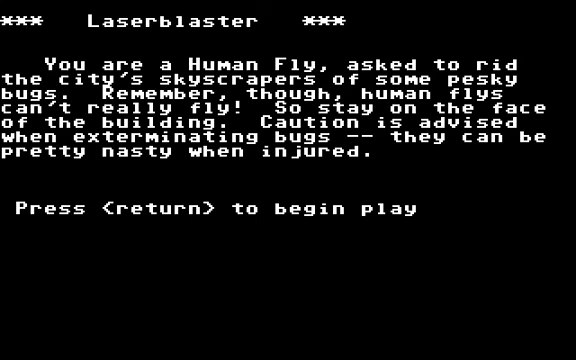 *** Laserblaster ***
You are a Human Fly, asked to rid
the city's skyscrapers of some pesky
bugs. Remember, though, human flys
can't really fly! So stay on the face
of the building. Caution is advised
when exterminating bugs -- they can be
pretty nasty when injured.
Press <return> to begin play